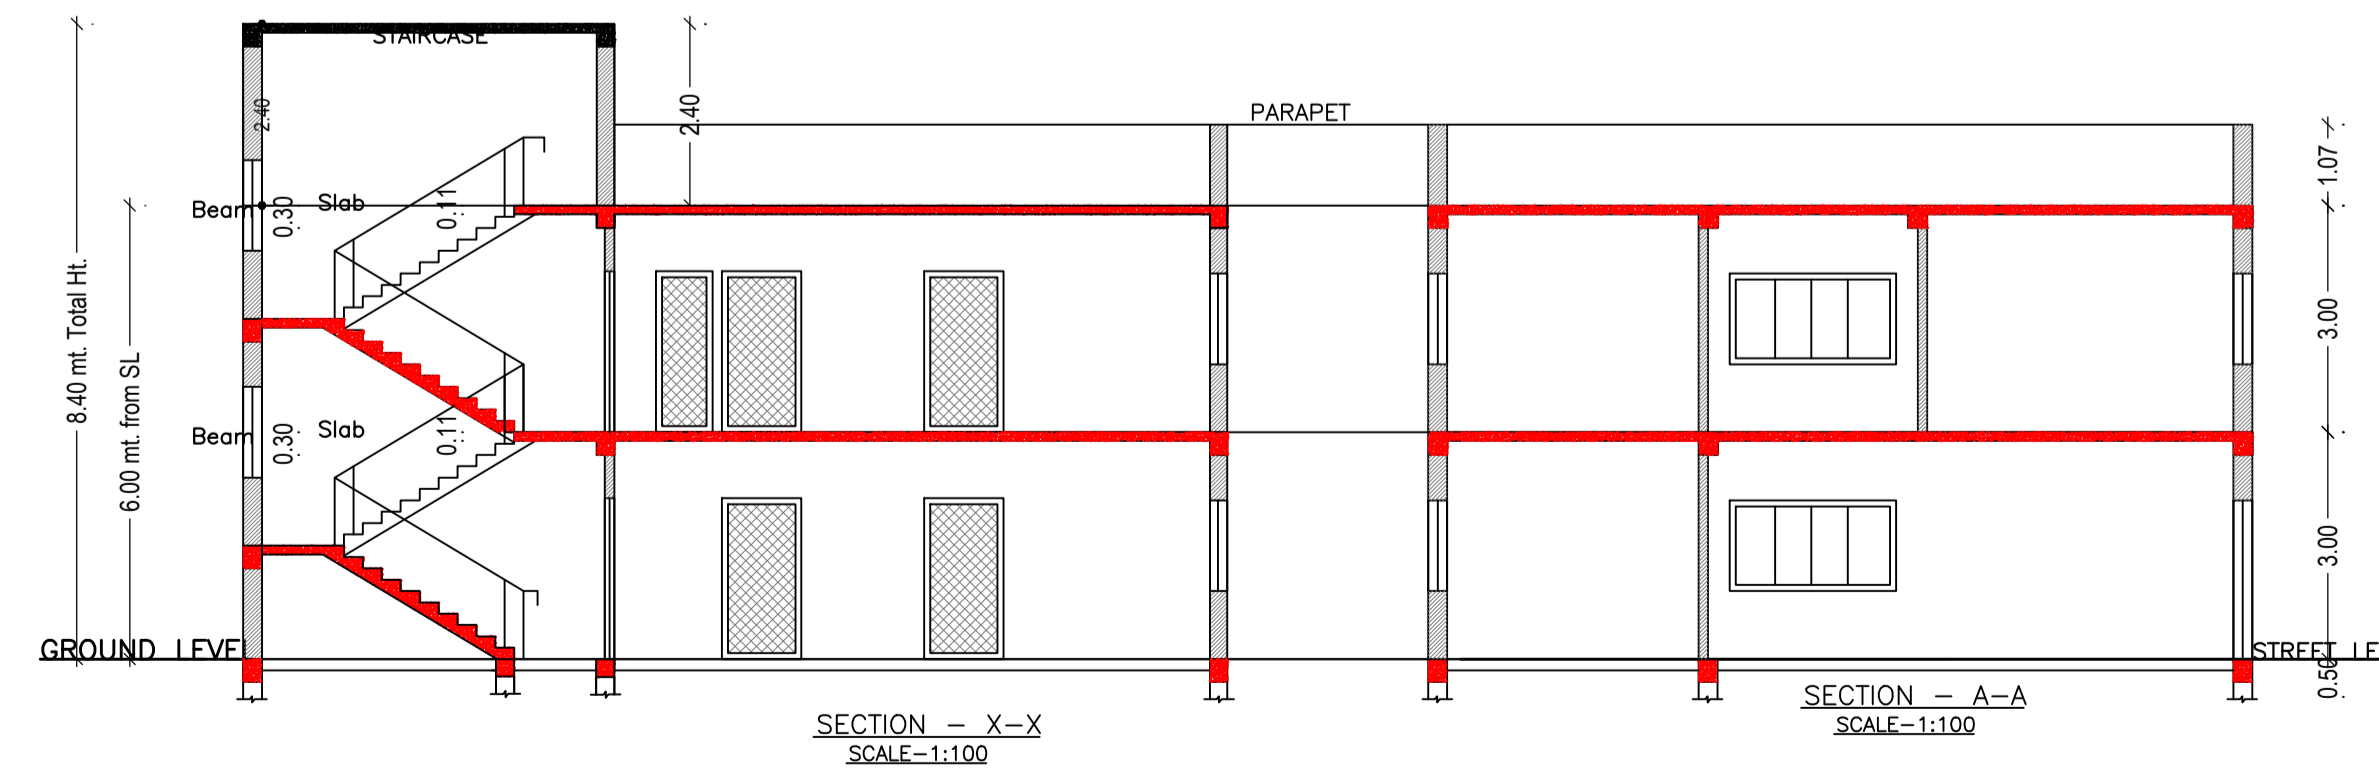 STAIRCASE
PARAPET
2.40
2.40
1.07
Beam
0.30
Slab
0.11
8.40 mt. Total Ht.
6.00 mt. from SL
3.00
Beam
0.30
Slab
0.11
3.00
GROUND LEVEL
STREET LE
0.50
SECTION - X-X
SCALE-1:100
SECTION - A-A
SCALE-1:100